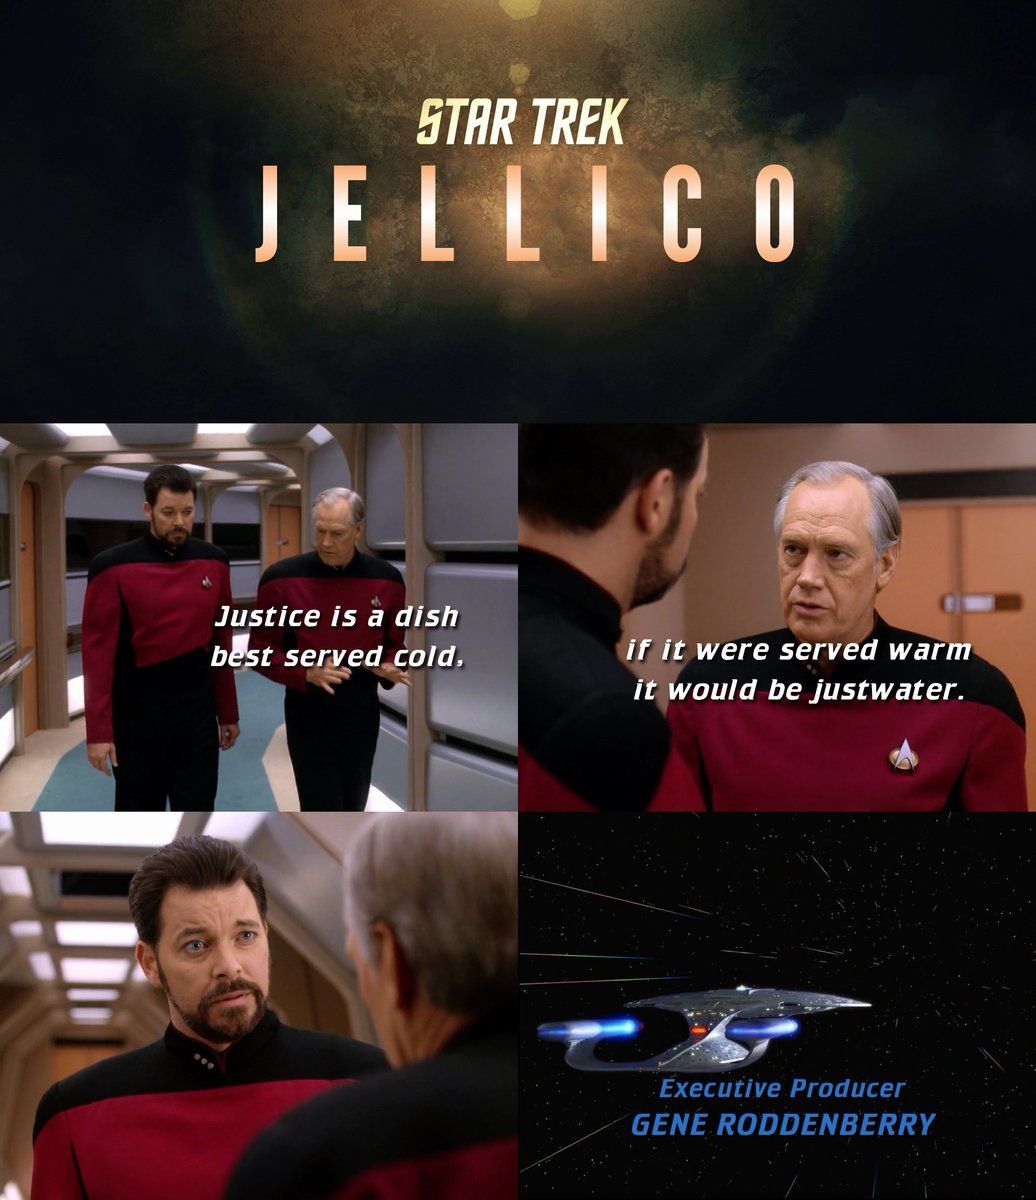 STAR TREK
JELLICO
Justice is a dish
best served cold,
if it were served warm
it would be justwater.
Executive Producer
GENE RODDENBERRY